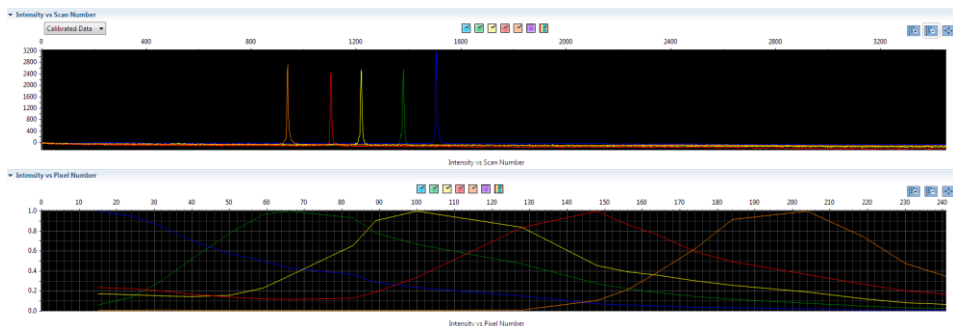 Intensity vs Scan Number
Calibrated Data
0 400 800 1200 1600 2000 2400 2800 3200
3200
2800
2400
2000
1600
1200
800
400
0
Intensity vs Scan Number
Intensity vs Pixel Number
0 10 20 30 40 50 60 70 80 90 100 110 120 130 140 150 160 170 180 190 200 210 220 230 240
1.0
0.8
0.6
0.4
0.2
0.0
Intensity vs Pixel Number